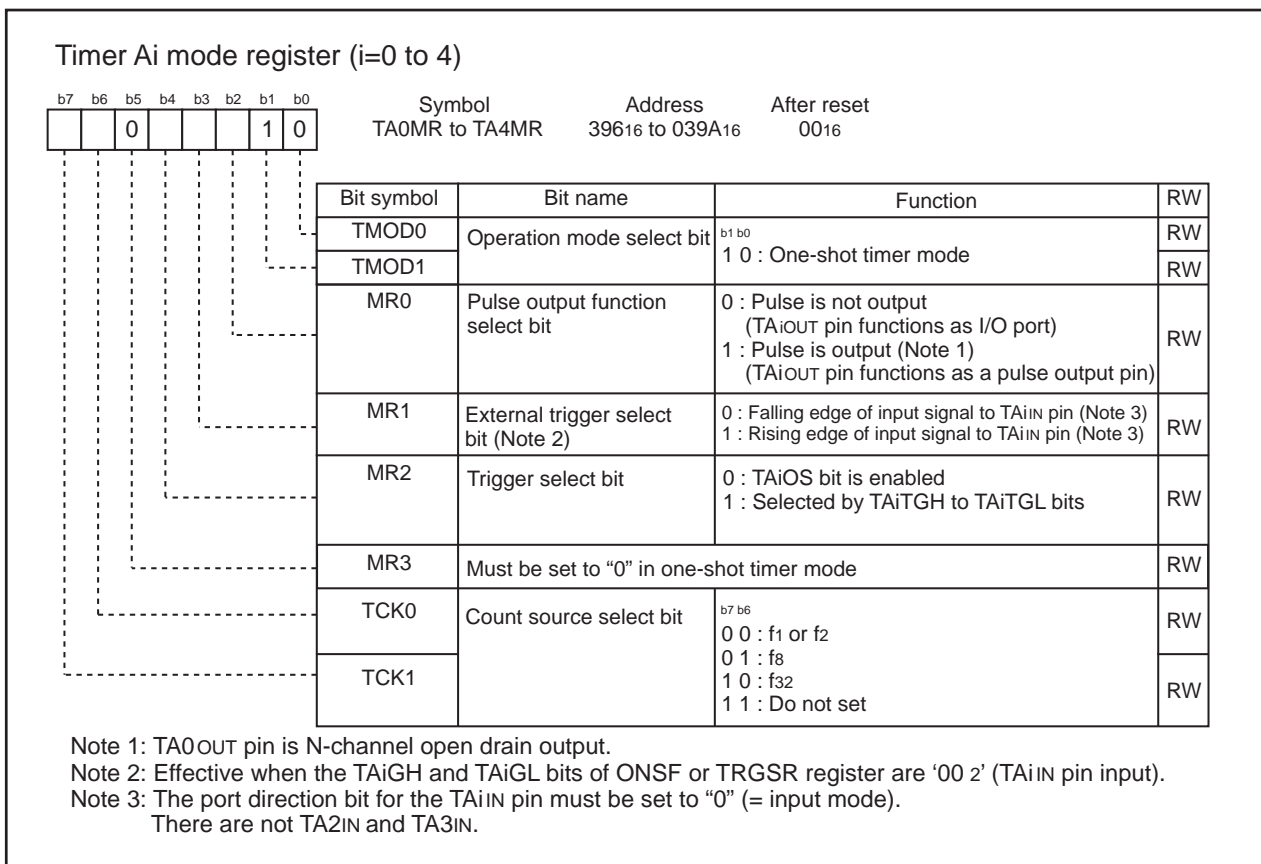 Timer Ai mode register (i=0 to 4)
b7 b6 b5 b4 b3 b2 b1 b0
0 1 0
Symbol Address After reset
TA0MR to TA4MR 39616 to 039A16 0016
Bit symbol Bit name Function RW
TMOD0 Operation mode select bit b1 b0 RW
1 0 : One-shot timer mode
TMOD1 RW
MR0 Pulse output function 0 : Pulse is not output
select bit (TAiOUT pin functions as I/O port)
RW
1 : Pulse is output (Note 1)
(TAiOUT pin functions as a pulse output pin)
MR1 External trigger select 0 : Falling edge of input signal to TAiIN pin (Note 3)
bit (Note 2) 1 : Rising edge of input signal to TAiIN pin (Note 3) RW
MR2 Trigger select bit 0 : TAiOS bit is enabled
1 : Selected by TAiTGH to TAiTGL bits RW
MR3 Must be set to “0” in one-shot timer mode RW
TCK0 Count source select bit b7 b6 RW
0 0 : f1 or f2
0 1 : f8
TCK1 1 0 : f32 RW
1 1 : Do not set
Note 1: TA0OUT pin is N-channel open drain output.
Note 2: Effective when the TAiGH and TAiGL bits of ONSF or TRGSR register are ‘00 2’ (TAiIN pin input).
Note 3: The port direction bit for the TAiIN pin must be set to “0” (= input mode).
There are not TA2IN and TA3IN.